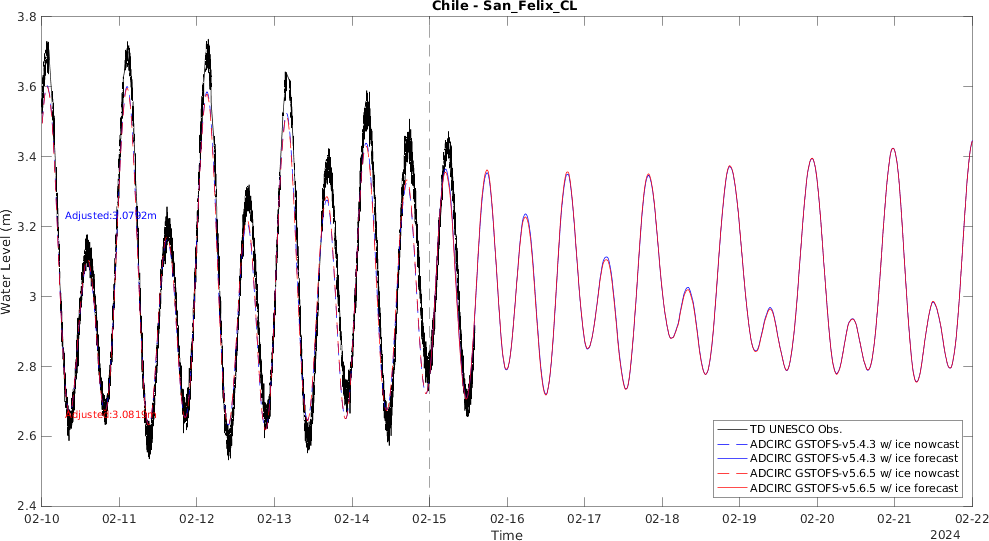 Chile - San_Felix_CL
3.8
3.6
3.4
3.2
3
2.8
2.6
2.4
Water Level (m)
Adjusted:3.0792m
Adjusted:3.0819m
TD UNESCO Obs.
ADCIRC GSTOFS-v5.4.3 w/ ice nowcast
ADCIRC GSTOFS-v5.4.3 w/ ice forecast
ADCIRC GSTOFS-v5.6.5 w/ ice nowcast
ADCIRC GSTOFS-v5.6.5 w/ ice forecast
02-10 02-11 02-12 02-13 02-14 02-15 02-16 02-17 02-18 02-19 02-20 02-21 02-22
Time
2024